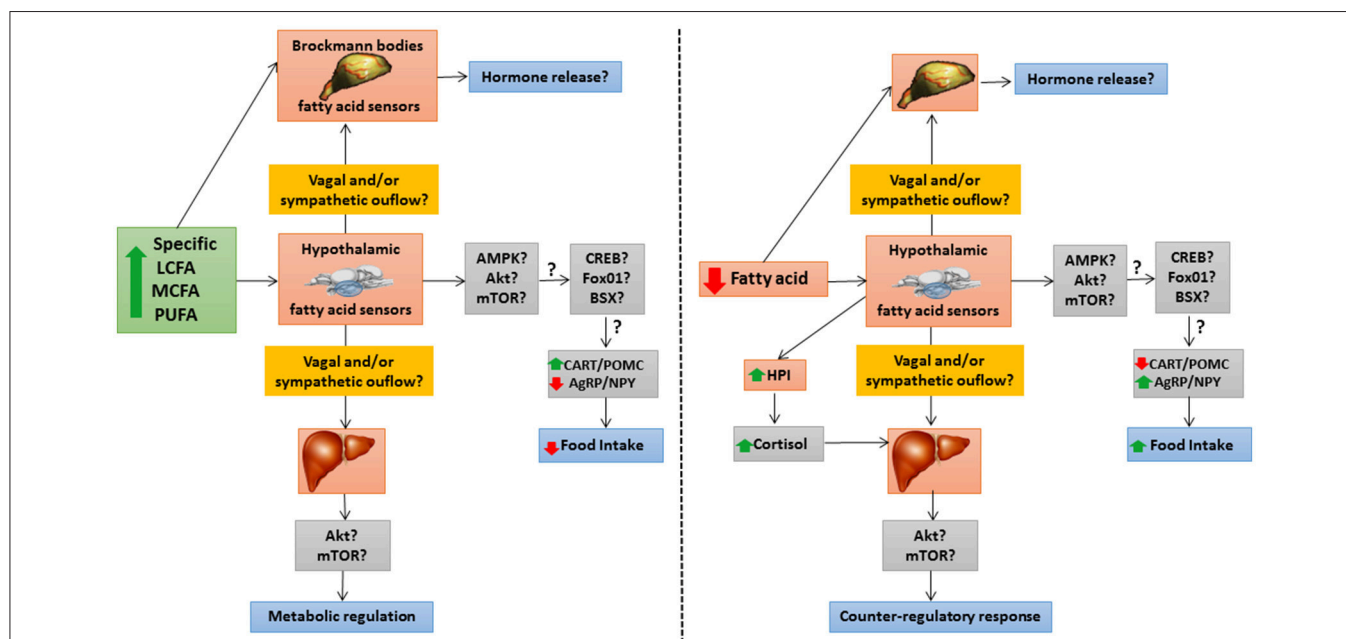 Brockmann bodies
fatty acid sensors
Hormone release?
Vagal and/or
sympathetic ouflow?
Specific
LCFA
MCFA
PUFA
Hypothalamic
fatty acid sensors
AMPK?
Akt?
mTOR?
?
CREB?
Fox01?
BSX?
?
CART/POMC
AgRP/NPY
Food Intake
Vagal and/or
sympathetic ouflow?
Akt?
mTOR?
Metabolic regulation
Hormone release?
Vagal and/or
sympathetic ouflow?
Fatty acid
Hypothalamic
fatty acid sensors
AMPK?
Akt?
mTOR?
?
CREB?
Fox01?
BSX?
?
CART/POMC
AgRP/NPY
Food Intake
HPI
Cortisol
Vagal and/or
sympathetic ouflow?
Akt?
mTOR?
Counter-regulatory response